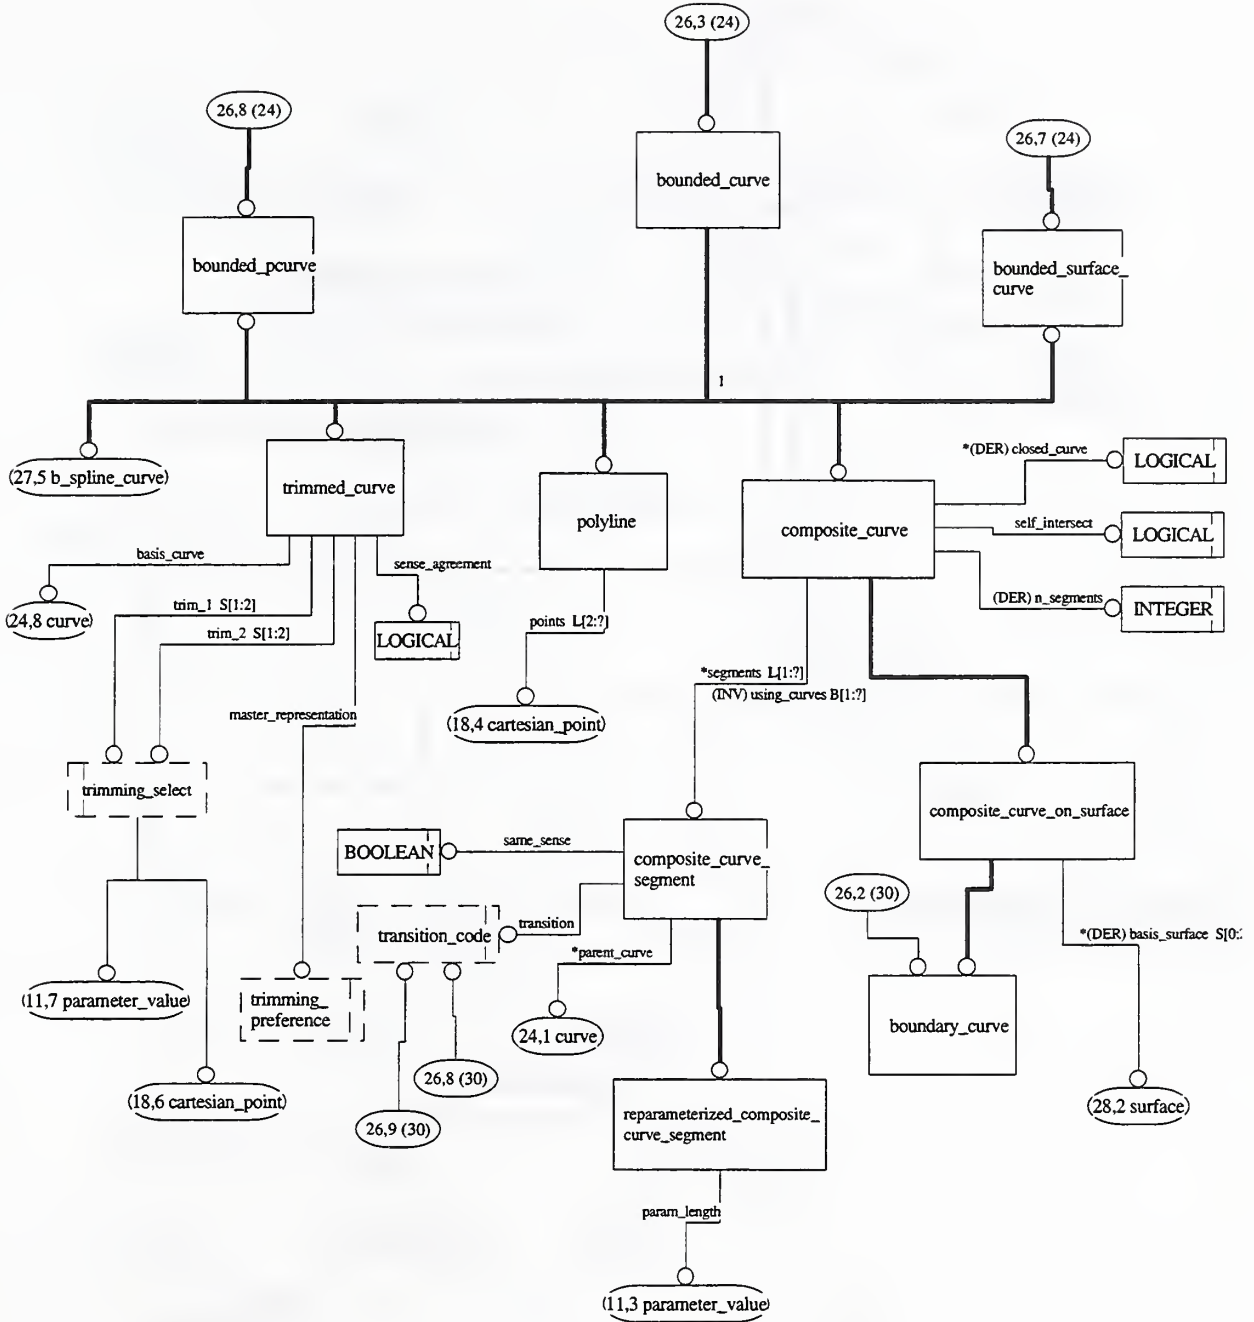 26,3 (24)
26,8 (24)
26,7 (24)
bounded_curve
bounded_pcurve
bounded_surface_
curve
1
(27,5 b_spline_curve)
trimmed_curve
polyline
composite_curve
*(DER) closed_curve
LOGICAL
self_intersect
LOGICAL
(DER) n_segments
INTEGER
basis_curve
sense_agreement
(24,8 curve)
trim_1 S[1:2]
trim_2 S[1:2]
LOGICAL
points L[2:?]
*segments L[1:?]
(INV) using_curves B[1:?]
master_representation
(18,4 cartesian_point)
trimming_select
composite_curve_on_surface
BOOLEAN
same_sense
composite_curve_
segment
26,2 (30)
transition_code
transition
*parent_curve
*(DER) basis_surface S[0:
(11,7 parameter_value)
trimming_
preference
24,1 curve
boundary_curve
26,8 (30)
(18,6 cartesian_point)
26,9 (30)
reparameterized_composite_
curve_segment
(28,2 surface)
param_length
(11,3 parameter_value)